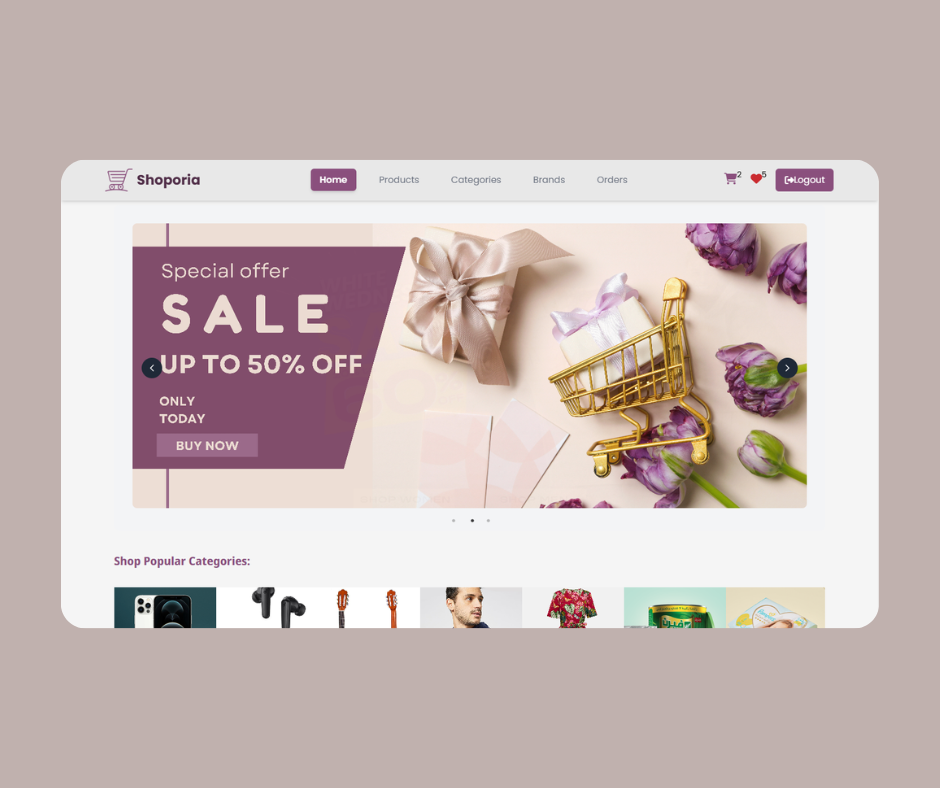 Shoporia
Home
Products
Categories
Brands
Orders
2
5
Logout
Special offer
SALE
UP TO 50% OFF
ONLY
TODAY
BUY NOW
Shop Popular Categories: